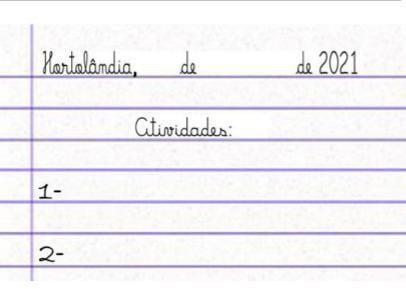 Hortolândia, de de 2021
Atividades:
1-
2-